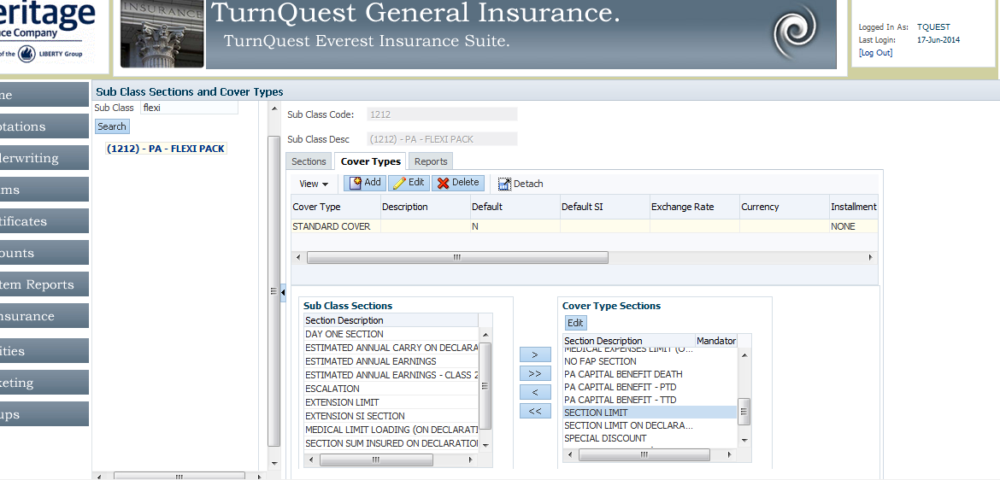 eritage
ce Company
of the LIBERTY Group
INSURANCE
TurnQuest General Insurance.
TurnQuest Everest Insurance Suite.
Logged In As: TQUEST
Last Login: 17-Jun-2014
[Log Out]
me
otations
lerwriting
ms
tificates
ounts
tem Reports
nsurance
ities
keting
ups
Sub Class Sections and Cover Types
Sub Class flexi
Search
(1212) - PA - FLEXI PACK
Sub Class Code: 1212
Sub Class Desc (1212) - PA - FLEXI PACK
Sections Cover Types Reports
View Add Edit Delete Detach
Cover Type Description Default Default SI Exchange Rate Currency Installment
STANDARD COVER N NONE
Sub Class Sections
Section Description
DAY ONE SECTION
ESTIMATED ANNUAL CARRY ON DECLARA
ESTIMATED ANNUAL EARNINGS
ESTIMATED ANNUAL EARNINGS - CLASS 2
ESCALATION
EXTENSION LIMIT
EXTENSION SI SECTION
MEDICAL LIMIT LOADING (ON DECLARATI
SECTION SUM INSURED ON DECLARATIO
>
>>
<
<<
Cover Type Sections
Edit
Section Description Mandator
MEDICAL EXPENSES LIMIT (O...
NO FAP SECTION
PA CAPITAL BENEFIT DEATH
PA CAPITAL BENEFIT - PTD
PA CAPITAL BENEFIT - TTD
SECTION LIMIT
SECTION LIMIT ON DECLARA...
SPECIAL DISCOUNT